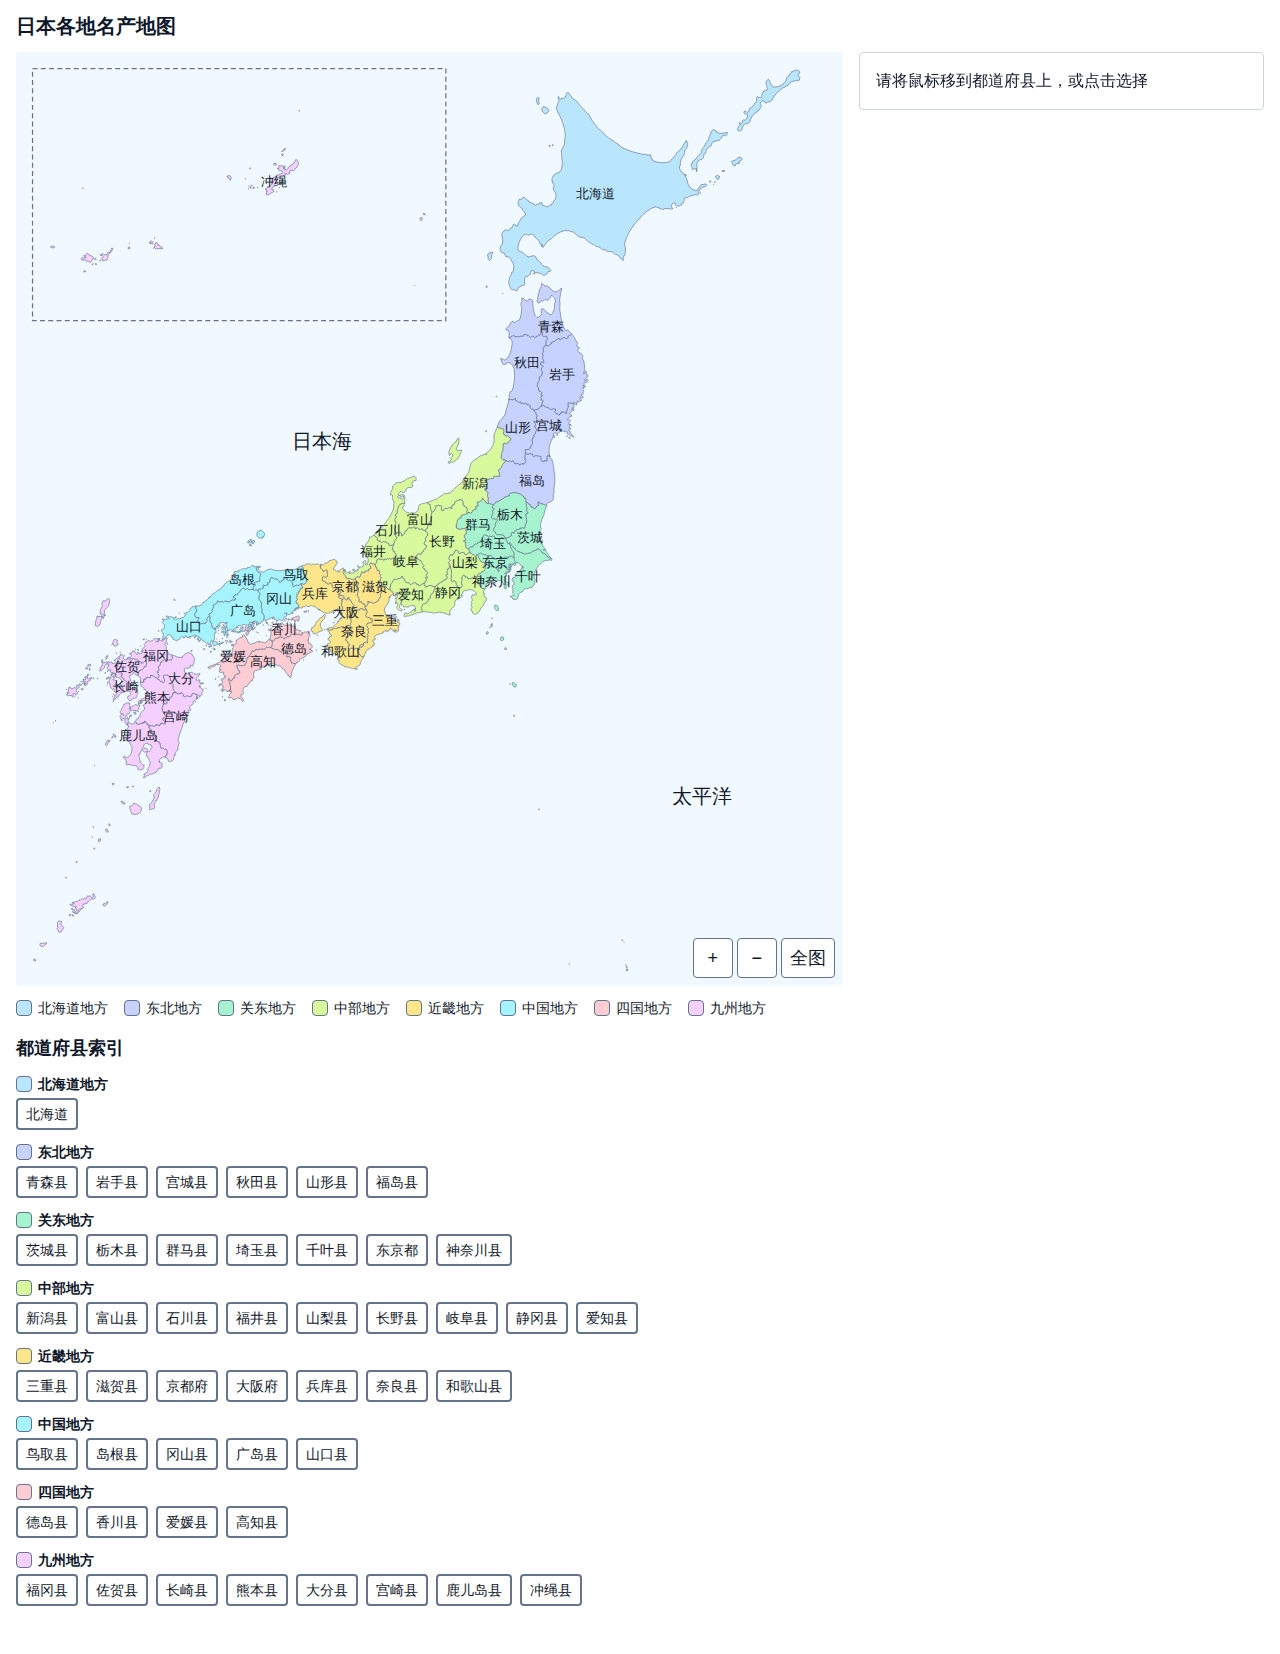 日本各地名产地图
请将鼠标移到都道府县上，或点击选择
冲绳
北海道
青森
秋田
岩手
山形
宫城
日本海
新潟
福岛
富山
群马
栃木
石川
长野
埼玉
茨城
福井
岐阜
山梨
东京
鸟取
岛根
京都
滋贺
神奈川
千叶
兵库
冈山
爱知
静冈
广岛
大阪
三重
山口
香川
奈良
德岛
和歌山
福冈
爱媛
高知
佐贺
大分
长崎
熊本
宫崎
鹿儿岛
太平洋
+
−
全图
北海道地方
东北地方
关东地方
中部地方
近畿地方
中国地方
四国地方
九州地方
都道府县索引
北海道地方
北海道
东北地方
青森县
岩手县
宫城县
秋田县
山形县
福岛县
关东地方
茨城县
栃木县
群马县
埼玉县
千叶县
东京都
神奈川县
中部地方
新潟县
富山县
石川县
福井县
山梨县
长野县
岐阜县
静冈县
爱知县
近畿地方
三重县
滋贺县
京都府
大阪府
兵库县
奈良县
和歌山县
中国地方
鸟取县
岛根县
冈山县
广岛县
山口县
四国地方
德岛县
香川县
爱媛县
高知县
九州地方
福冈县
佐贺县
长崎县
熊本县
大分县
宫崎县
鹿儿岛县
冲绳县